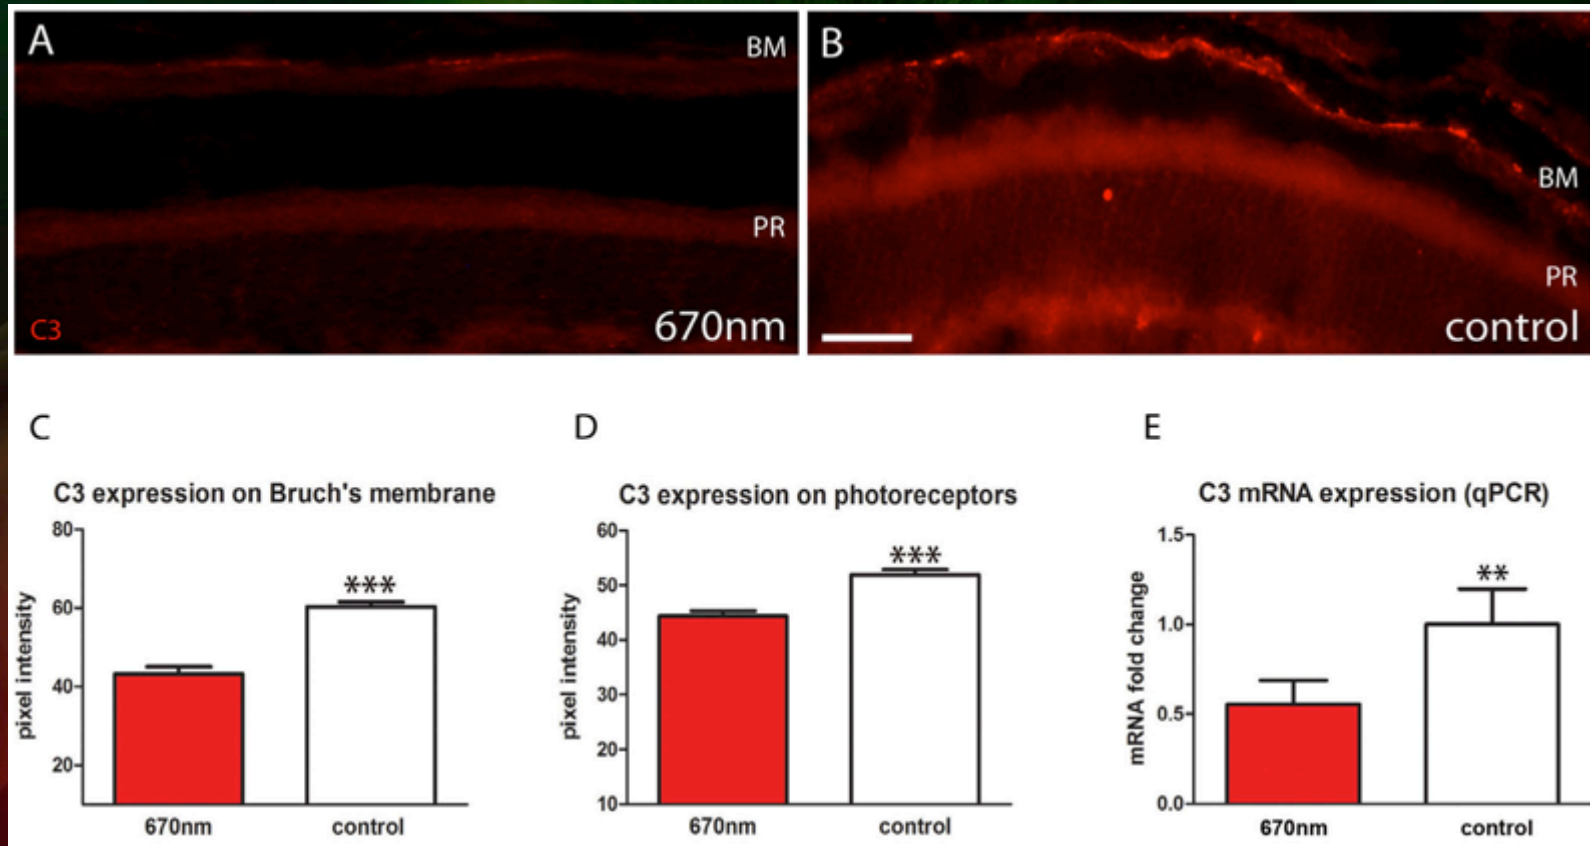 A
BM
PR
C3
670nm
B
BM
PR
control
C
C3 expression on Bruch's membrane
80
60
40
20
pixel intensity
***
670nm
control
D
C3 expression on photoreceptors
60
50
40
30
20
10
pixel intensity
***
670nm
control
E
C3 mRNA expression (qPCR)
1.5
1.0
0.5
0.0
mRNA fold change
**
670nm
control